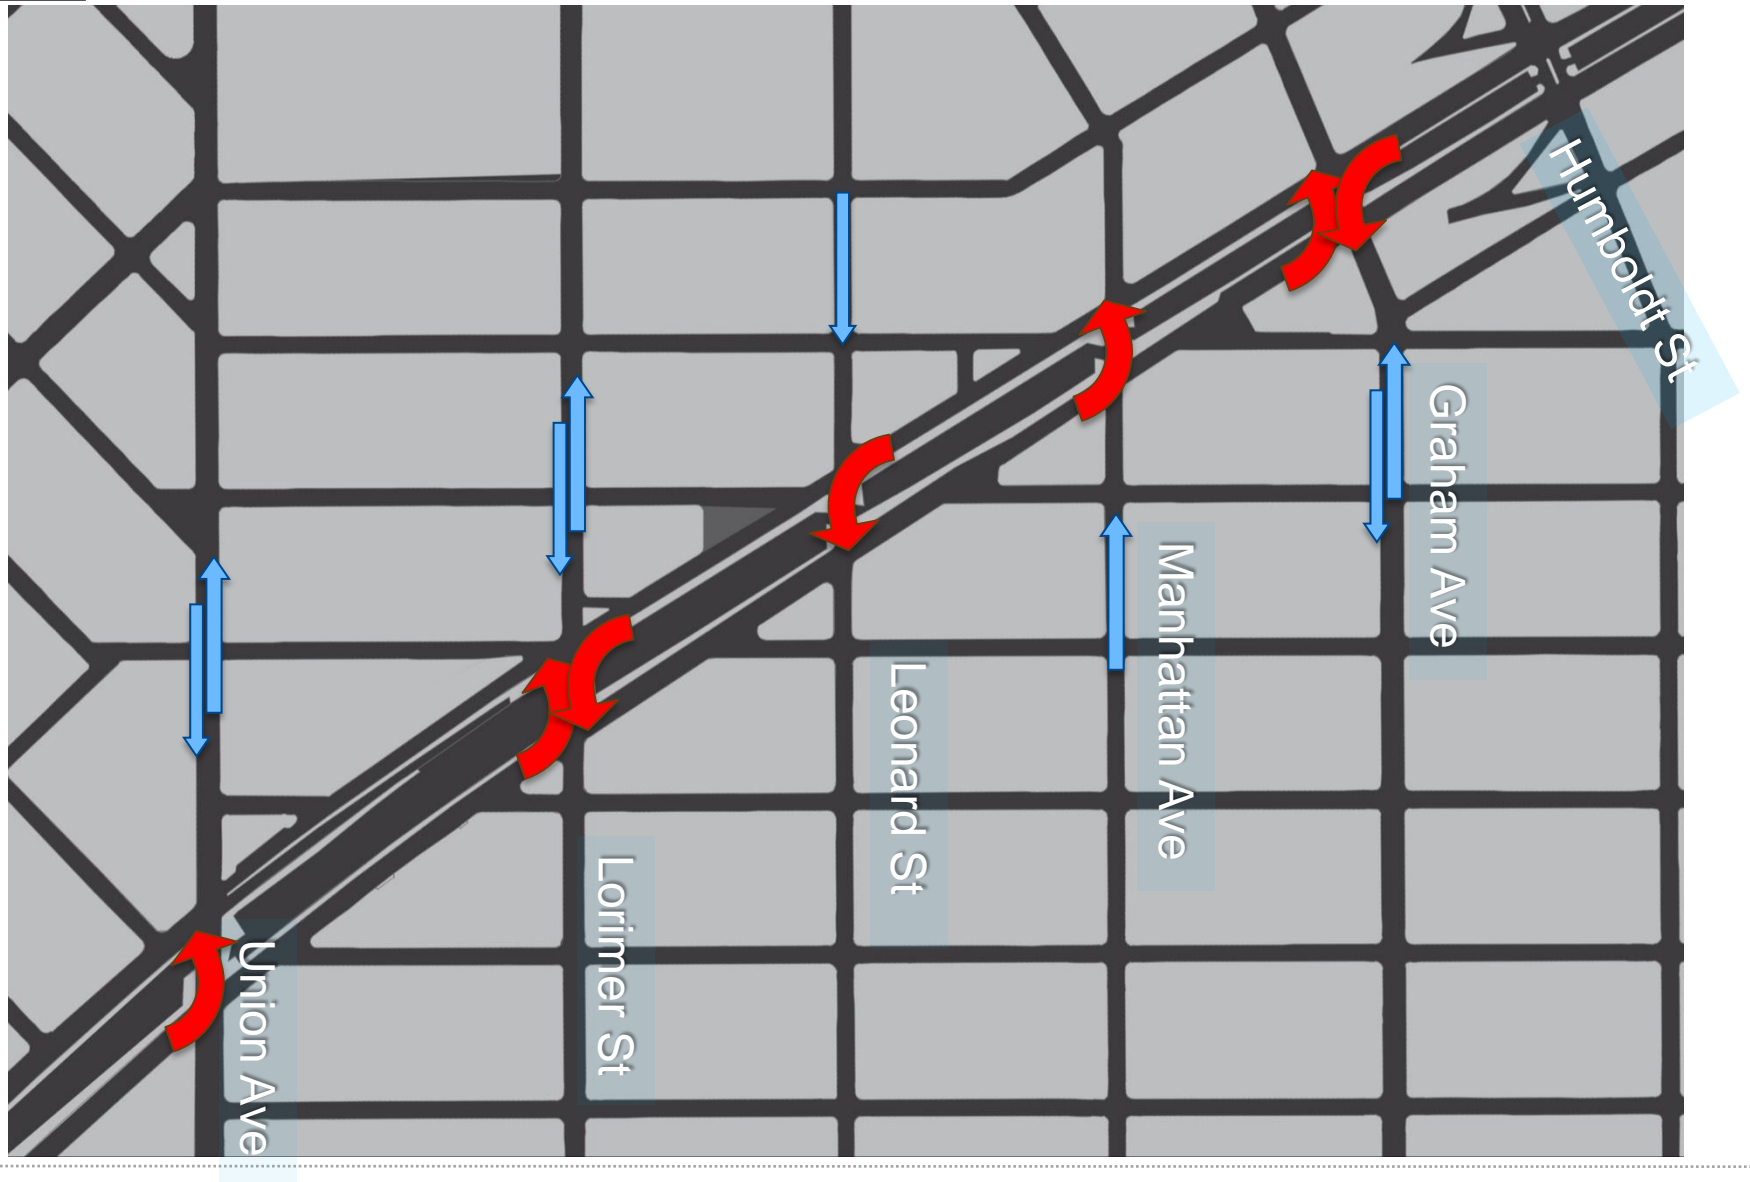 Humboldt St
Graham Ave
Manhattan Ave
Leonard St
Lorimer St
Union Ave